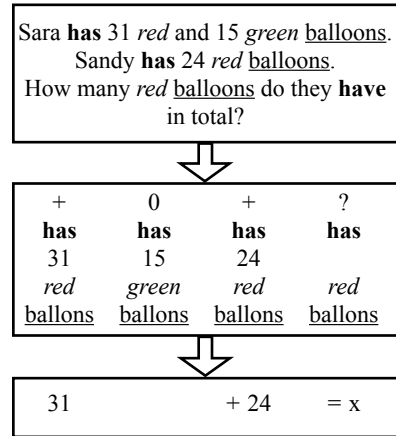 Sara has 31 red and 15 green balloons.
Sandy has 24 red balloons.
How many red balloons do they have
in total?
+ 0 + ?
has has has has
31 15 24
red green red red
ballons ballons ballons ballons
31 + 24 = x